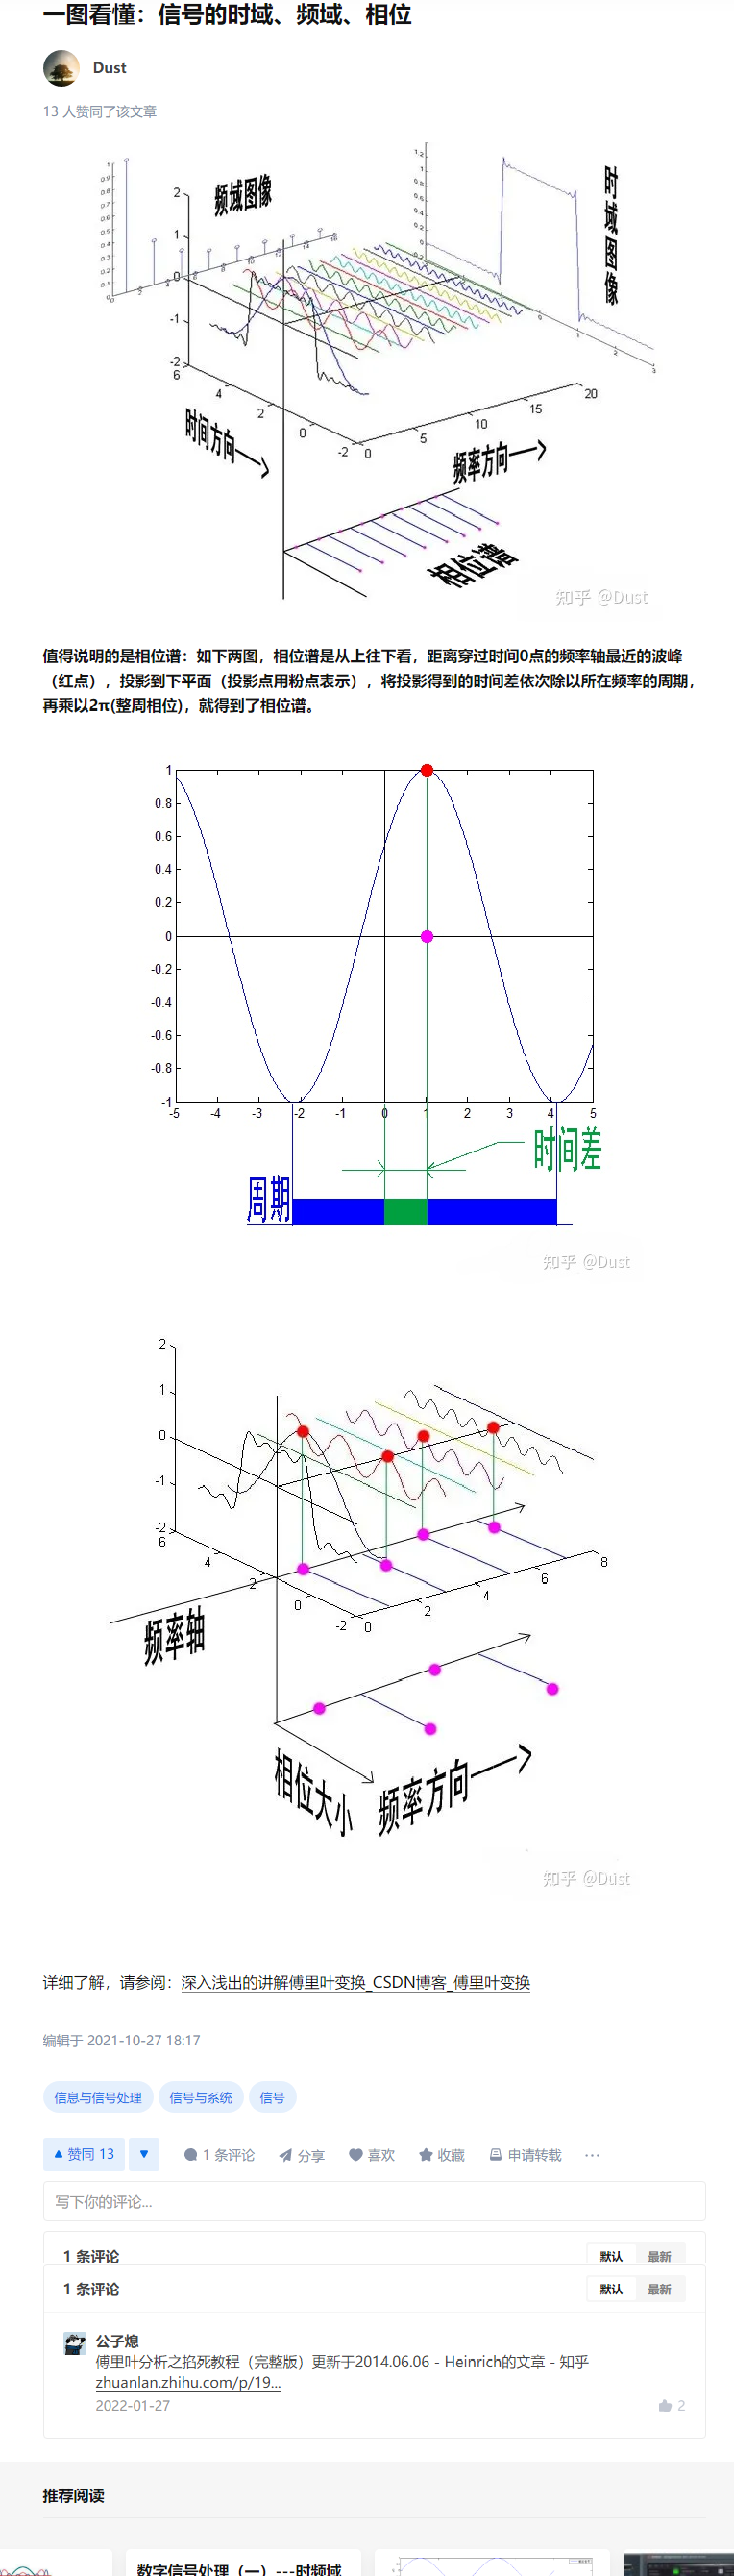 一图看懂：信号的时域、频域、相位
Dust
13 人赞同了该文章
频域图像
时域图像
2
1
0
-1
-2
6
4
2
0
-2
0
5
10
15
20
时间方向
频率方向
相位谱
知乎 @Dust
值得说明的是相位谱：如下两图，相位谱是从上往下看，距离穿过时间0点的频率轴最近的波峰
（红点），投影到下平面（投影点用粉点表示），将投影得到的时间差依次除以所在频率的周期，
再乘以2π(整周相位)，就得到了相位谱。
1
0.8
0.6
0.4
0.2
0
-0.2
-0.4
-0.6
-0.8
-1
-5 -4 -3 -2 -1 0 1 2 3 4 5
时间差
周期
知乎 @Dust
2
1
0
-1
-2
6
4
2
0
-2
0
2
4
6
8
频率轴
相位大小
频率方向
知乎 @Dust
详细了解，请参阅：深入浅出的讲解傅里叶变换_CSDN博客_傅里叶变换
编辑于 2021-10-27 18:17
信息与信号处理 信号与系统 信号
赞同 13 1 条评论 分享 喜欢 收藏 申请转载 ···
写下你的评论...
1 条评论 默认 最新
1 条评论 默认 最新
公子熄
傅里叶分析之掐死教程（完整版）更新于2014.06.06 - Heinrich的文章 - 知乎
zhuanlan.zhihu.com/p/19...
2022-01-27 2
推荐阅读
数字信号处理（一）---时频域